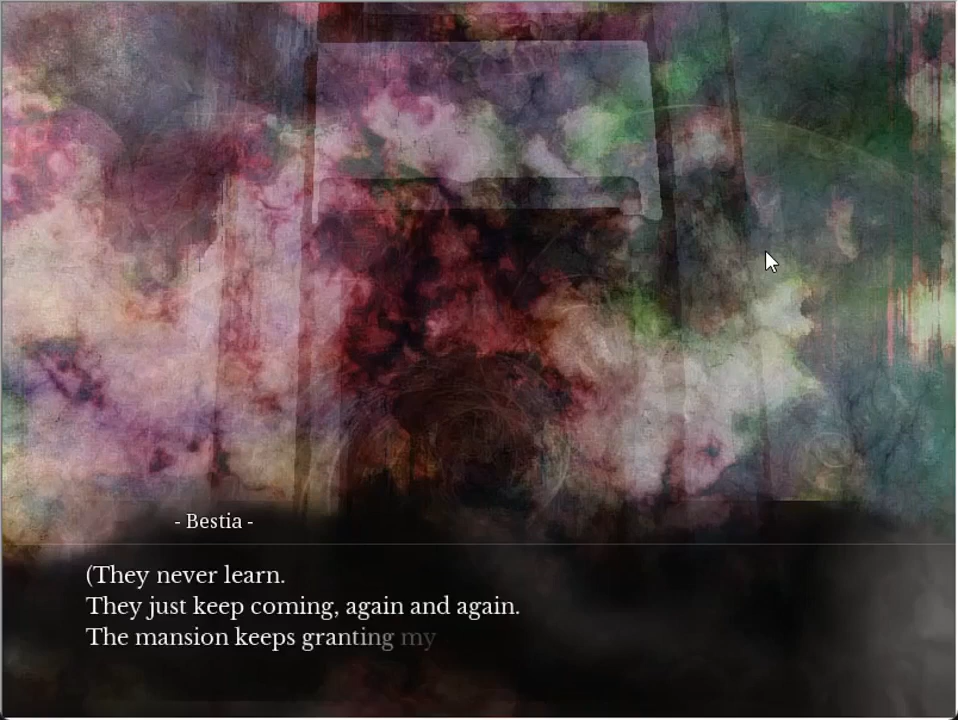 - Bestia -
(They never learn.
They just keep coming, again and again.
The mansion keeps granting my